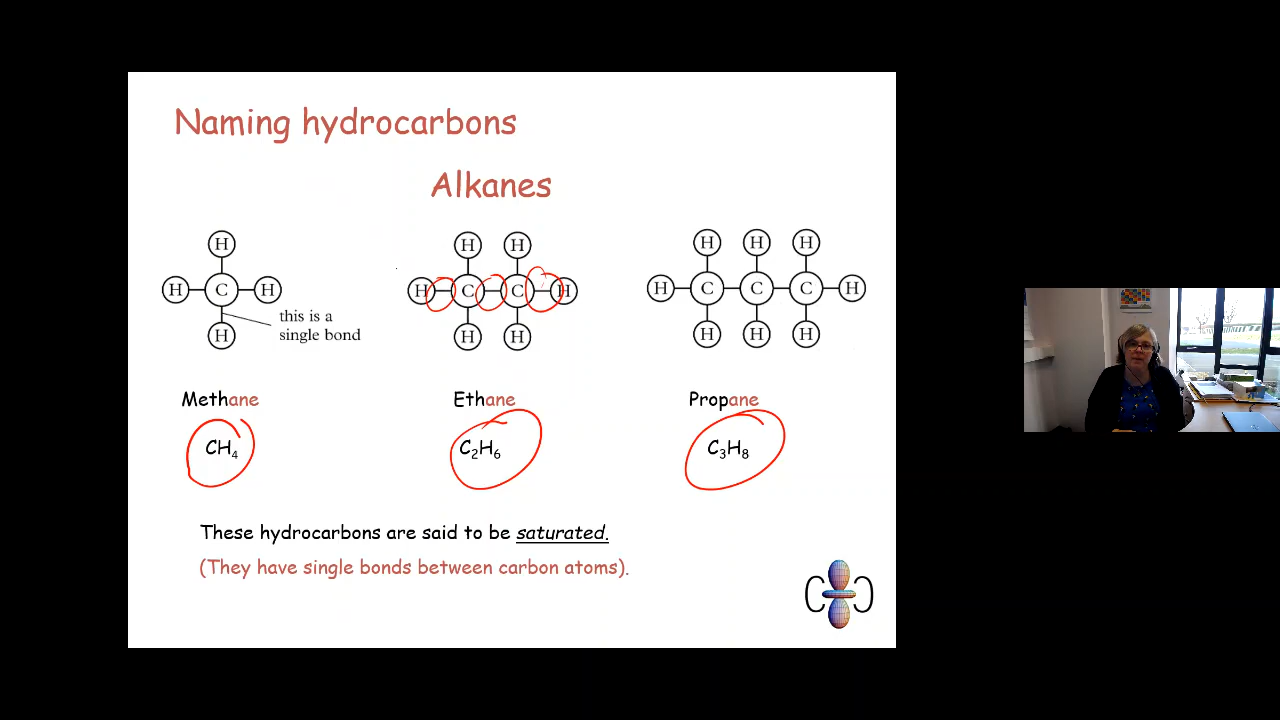 Naming hydrocarbons
Alkanes
H H H H H H
H C H H C C H H C C C H
this is a
single bond
H H H H H H
Methane Ethane Propane
CH₄ C₂H₆ C₃H₈
These hydrocarbons are said to be saturated.
(They have single bonds between carbon atoms).